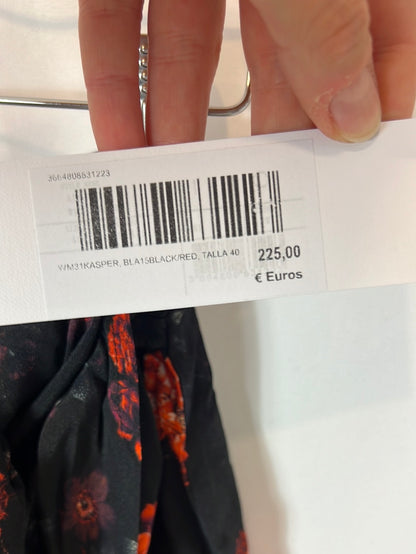 3664808531223
WM31KASPER, BLA15BLACK/RED, TALLA 40
225,00
€ Euros